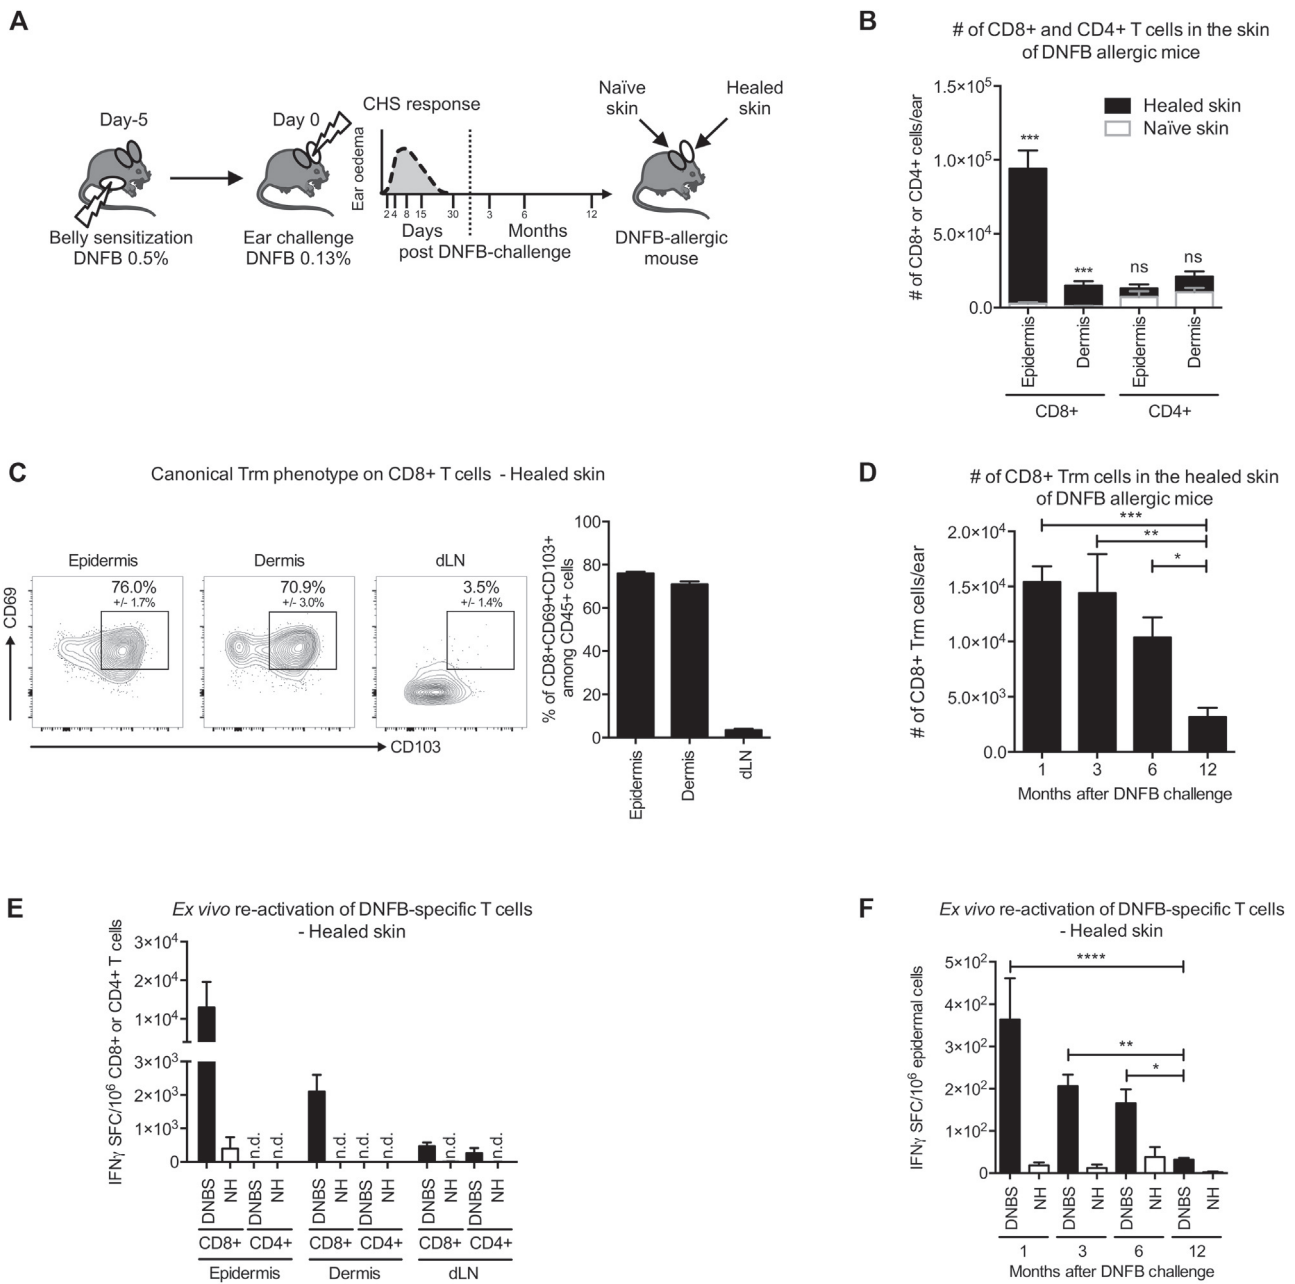 A
Day-5
Day 0
CHS response
Ear oedema
2 4 8 15 30 3 6 12
Days
Months
post DNFB-challenge
Belly sensitization
DNFB 0.5%
Ear challenge
DNFB 0.13%
Naïve
skin
Healed
skin
DNFB-allergic
mouse
B
# of CD8+ and CD4+ T cells in the skin
of DNFB allergic mice
# of CD8+ or CD4+ cells/ear
1.5×10⁵
1.0×10⁵
5.0×10⁴
0.0
Healed skin
Naïve skin
***
***
ns
ns
Epidermis
Dermis
Epidermis
Dermis
CD8+
CD4+
C
Canonical Trm phenotype on CD8+ T cells - Healed skin
Epidermis
Dermis
dLN
76.0%
+/- 1.7%
70.9%
+/- 3.0%
3.5%
+/- 1.4%
CD69
CD103
% of CD8+CD69+CD103+
among CD45+ cells
100
80
60
40
20
0
Epidermis
Dermis
dLN
D
# of CD8+ Trm cells in the healed skin
of DNFB allergic mice
# of CD8+ Trm cells/ear
2.0×10⁴
1.5×10⁴
1.0×10⁴
5.0×10³
0.0
***
**
*
1 3 6 12
Months after DNFB challenge
E
Ex vivo re-activation of DNFB-specific T cells
- Healed skin
IFNγ SFC/10⁶ CD8+ or CD4+ T cells
3×10⁴
2×10⁴
1×10⁴
3×10³
2×10³
1×10³
0
n.d. n.d. n.d. n.d. n.d. n.d. n.d.
DNBS NH DNBS NH DNBS NH DNBS NH DNBS NH DNBS NH
CD8+ CD4+ CD8+ CD4+ CD8+ CD4+
Epidermis Dermis dLN
F
Ex vivo re-activation of DNFB-specific T cells
- Healed skin
IFNγ SFC/10⁶ epidermal cells
5×10²
4×10²
3×10²
2×10²
1×10²
0
****
**
*
DNBS NH DNBS NH DNBS NH DNBS NH
1 3 6 12
Months after DNFB challenge